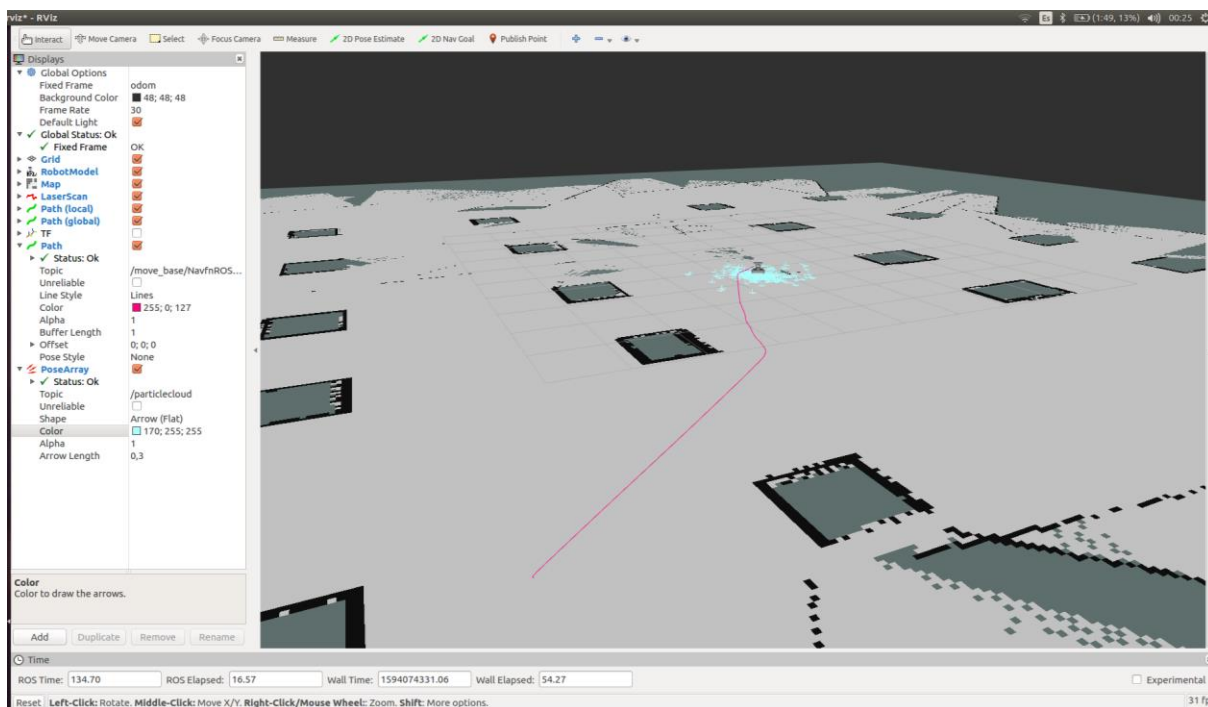 rviz* - RViz
Es (1:49, 13%) 00:25
Interact Move Camera Select Focus Camera Measure 2D Pose Estimate 2D Nav Goal Publish Point
Displays
Global Options
Fixed Frame odom
Background Color 48; 48; 48
Frame Rate 30
Default Light
Global Status: Ok
Fixed Frame OK
Grid
RobotModel
Map
LaserScan
Path (local)
Path (global)
TF
Path
Status: Ok
Topic /move_base/NavfnROS...
Unreliable
Line Style Lines
Color 255; 0; 127
Alpha 1
Buffer Length 1
Offset 0; 0; 0
Pose Style None
PoseArray
Status: Ok
Topic /particlecloud
Unreliable
Shape Arrow (Flat)
Color 170; 255; 255
Alpha 1
Arrow Length 0,3
Color
Color to draw the arrows.
Add Duplicate Remove Rename
Time
ROS Time: 134.70 ROS Elapsed: 16.57 Wall Time: 1594074331.06 Wall Elapsed: 54.27 Experimental
Reset Left-Click: Rotate. Middle-Click: Move X/Y. Right-Click/Mouse Wheel:: Zoom. Shift: More options. 31 fp